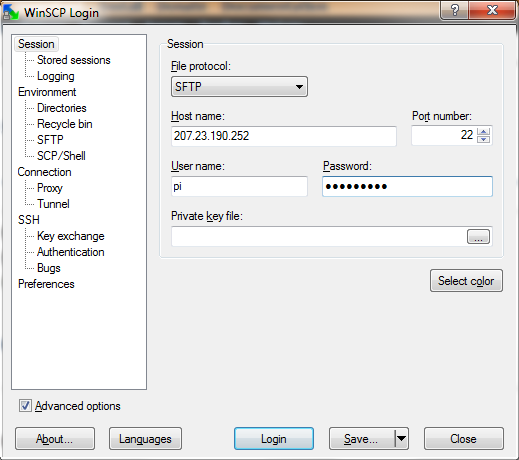 WinSCP Login
Session
Stored sessions
Logging
Environment
Directories
Recycle bin
SFTP
SCP/Shell
Connection
Proxy
Tunnel
SSH
Key exchange
Authentication
Bugs
Preferences
Session
File protocol:
SFTP
Host name:
Port number:
207.23.190.252
22
User name:
Password:
pi
●●●●●●●●●
Private key file:
...
Select color
Advanced options
About...
Languages
Login
Save...
Close